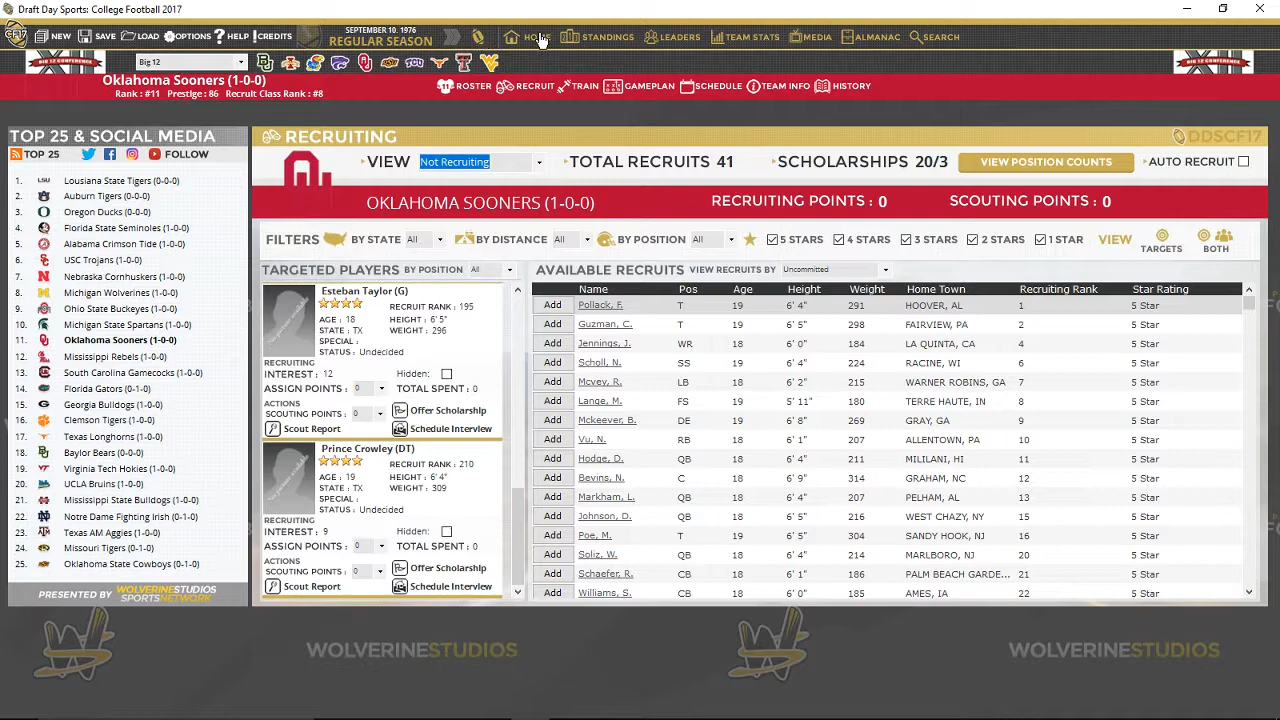 Draft Day Sports: College Football 2017
NEW SAVE LOAD OPTIONS HELP CREDITS
SEPTEMBER 10, 1976
REGULAR SEASON
STANDINGS LEADERS TEAM STATS MEDIA ALMANAC SEARCH
BIG 12 CONFERENCE
Big 12
BIG 12 CONFERENCE
Oklahoma Sooners (1-0-0)
Rank : #11 Prestige : 86 Recruit Class Rank : #8
ROSTER RECRUIT TRAIN GAMEPLAN SCHEDULE TEAM INFO HISTORY
TOP 25 & SOCIAL MEDIA
TOP 25 FOLLOW
1. Lousiana State Tigers (1-0-0)
2. Auburn Tigers (0-0-0)
3. Oregon Ducks (0-0-0)
4. Florida State Seminoles (1-0-0)
5. Alabama Crimson Tide (1-0-0)
6. USC Trojans (1-0-0)
7. Nebraska Cornhuskers (1-0-0)
8. Michigan Wolverines (1-0-0)
9. Ohio State Buckeyes (1-0-0)
10. Michigan State Spartans (1-0-0)
11. Oklahoma Sooners (1-0-0)
12. Mississippi Rebels (1-0-0)
13. South Carolina Gamecocks (1-0-0)
14. Florida Gators (0-1-0)
15. Georgia Bulldogs (1-0-0)
16. Clemson Tigers (1-0-0)
17. Texas Longhorns (1-0-0)
18. Baylor Bears (0-0-0)
19. Virginia Tech Hokies (1-0-0)
20. UCLA Bruins (1-0-0)
21. Mississippi State Bulldogs (1-0-0)
22. Notre Dame Fighting Irish (0-1-0)
23. Texas AM Aggies (1-0-0)
24. Missouri Tigers (0-1-0)
25. Oklahoma State Cowboys (0-1-0)
PRESENTED BY WOLVERINESTUDIOS SPORTSNETWORK
RECRUITING DDSCF17
VIEW Not Recruiting TOTAL RECRUITS 41 SCHOLARSHIPS 20/3 VIEW POSITION COUNTS AUTO RECRUIT
OKLAHOMA SOONERS (1-0-0) RECRUITING POINTS : 0 SCOUTING POINTS : 0
FILTERS BY STATE All BY DISTANCE All BY POSITION All 5 STARS 4 STARS 3 STARS 2 STARS 1 STAR VIEW TARGETS BOTH
TARGETED PLAYERS BY POSITION All
Esteban Taylor (G)
RECRUIT RANK : 195
AGE : 18 HEIGHT : 6' 5"
STATE : TX WEIGHT : 296
SPECIAL :
STATUS : Undecided
RECRUITING
INTEREST : 12 Hidden:
ASSIGN POINTS : 0 TOTAL SPENT : 0
ACTIONS
SCOUTING POINTS : 0 Offer Scholarship
Scout Report Schedule Interview
Prince Crowley (DT)
RECRUIT RANK : 210
AGE : 19 HEIGHT : 6' 4"
STATE : TX WEIGHT : 309
SPECIAL :
STATUS : Undecided
RECRUITING
INTEREST : 9 Hidden:
ASSIGN POINTS : 0 TOTAL SPENT : 0
ACTIONS
SCOUTING POINTS : 0 Offer Scholarship
Scout Report Schedule Interview
AVAILABLE RECRUITS VIEW RECRUITS BY Uncommitted
Name Pos Age Height Weight Home Town Recruiting Rank Star Rating
Add Pollack, F. T 19 6' 4" 291 HOOVER, AL 1 5 Star
Add Guzman, C. T 19 6' 5" 298 FAIRVIEW, PA 2 5 Star
Add Jennings, J. WR 18 6' 0" 184 LA QUINTA, CA 4 5 Star
Add Scholl, N. SS 19 6' 4" 224 RACINE, WI 6 5 Star
Add Mcvey, R. LB 18 6' 2" 215 WARNER ROBINS, GA 7 5 Star
Add Lange, M. FS 19 5' 11" 180 TERRE HAUTE, IN 8 5 Star
Add Mckeever, B. DE 18 6' 8" 269 GRAY, GA 9 5 Star
Add Vu, N. RB 18 6' 1" 207 ALLENTOWN, PA 10 5 Star
Add Hodge, D. QB 18 6' 4" 211 MILILANI, HI 11 5 Star
Add Bevins, N. C 18 6' 9" 314 GRAHAM, NC 12 5 Star
Add Markham, L. QB 18 6' 4" 207 PELHAM, AL 13 5 Star
Add Johnson, D. QB 18 6' 5" 216 WEST CHAZY, NY 15 5 Star
Add Poe, M. T 19 6' 5" 304 SANDY HOOK, NJ 16 5 Star
Add Soliz, W. QB 18 6' 4" 214 MARLBORO, NJ 20 5 Star
Add Schaefer, R. CB 18 6' 1" 186 PALM BEACH GARDE... 21 5 Star
Add Williams, S. CB 18 6' 0" 185 AMES, IA 22 5 Star
WOLVERINESTUDIOS WOLVERINESTUDIOS